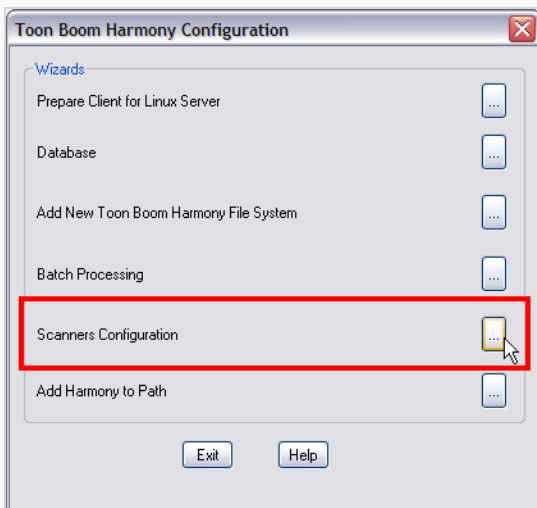 Toon Boom Harmony Configuration
Wizards
Prepare Client for Linux Server
...
Database
...
Add New Toon Boom Harmony File System
...
Batch Processing
...
Scanners Configuration
...
Add Harmony to Path
...
Exit Help